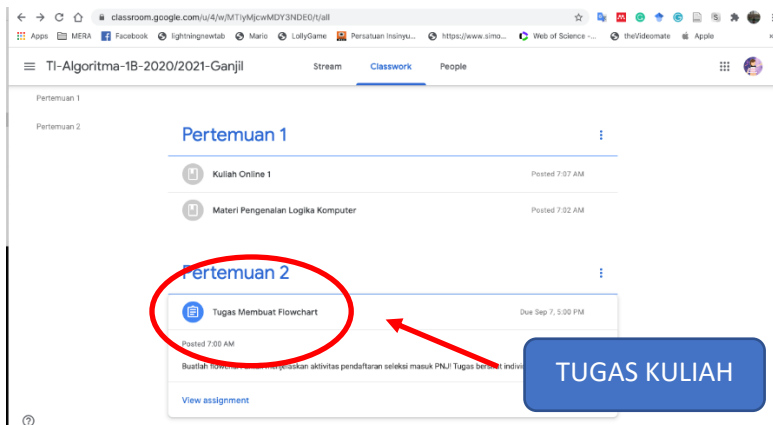 classroom.google.com/u/4/w/MTIyMjcwMDY3NDE0/t/all
Apps MERA Facebook lightningnewtab Mario LollyGame Persatuan Insinyu... https://www.simo... Web of Science -... theVideomate Apple
TI-Algoritma-1B-2020/2021-Ganjil Stream Classwork People
Pertemuan 1
Pertemuan 2
Pertemuan 1
Kuliah Online 1 Posted 7:07 AM
Materi Pengenalan Logika Komputer Posted 7:02 AM
Pertemuan 2
Tugas Membuat Flowchart Due Sep 7, 5:00 PM
Posted 7:00 AM
Buatlah menjelaskan aktivitas pendaftaran seleksi masuk PNJ! Tugas
View assignment
TUGAS KULIAH